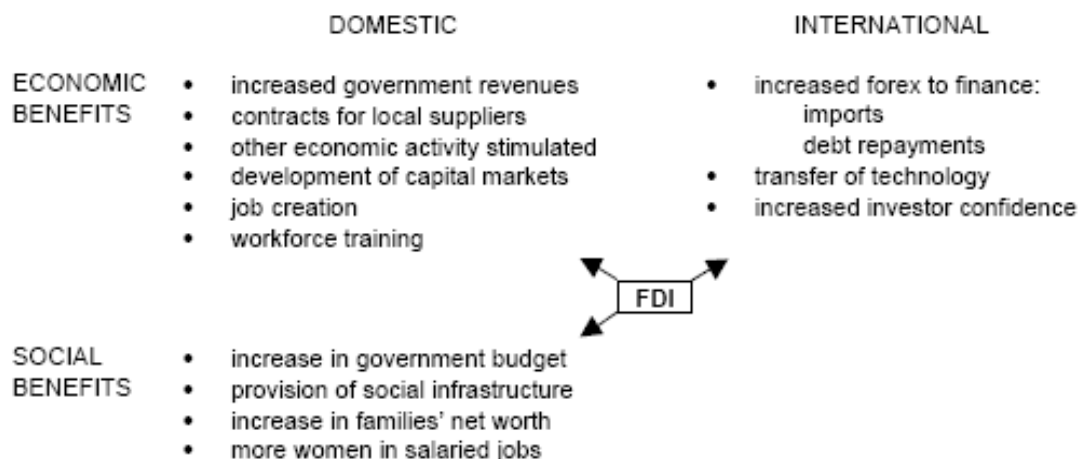 DOMESTIC
INTERNATIONAL
ECONOMIC
BENEFITS
• increased government revenues
• contracts for local suppliers
• other economic activity stimulated
• development of capital markets
• job creation
• workforce training
• increased forex to finance:
imports
debt repayments
• transfer of technology
• increased investor confidence
FDI
SOCIAL
BENEFITS
• increase in government budget
• provision of social infrastructure
• increase in families' net worth
• more women in salaried jobs